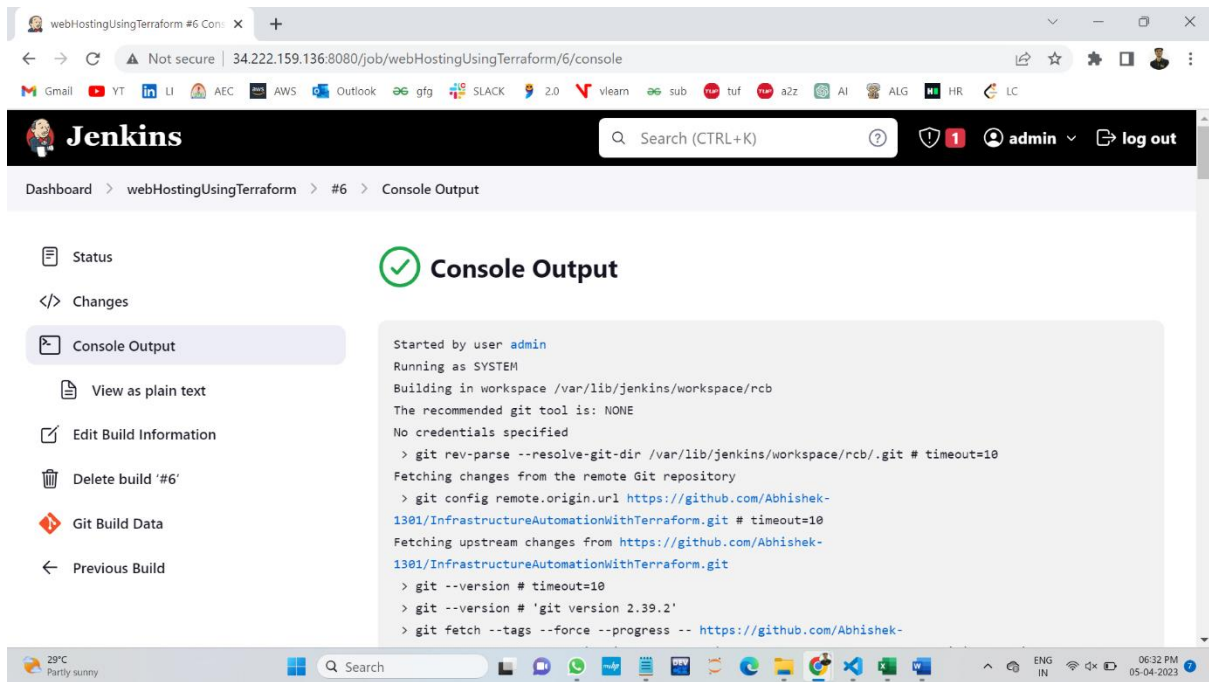 webHostingUsingTerraform #6 Cons
Not secure | 34.222.159.136:8080/job/webHostingUsingTerraform/6/console
Gmail YT LI AEC AWS Outlook gfg SLACK 2.0 vlearn sub tuf a2z AI ALG HR LC
Jenkins
Search (CTRL+K)
1
admin
log out
Dashboard > webHostingUsingTerraform > #6 > Console Output
Status
Changes
Console Output
View as plain text
Edit Build Information
Delete build '#6'
Git Build Data
Previous Build
Console Output
Started by user admin
Running as SYSTEM
Building in workspace /var/lib/jenkins/workspace/rcb
The recommended git tool is: NONE
No credentials specified
> git rev-parse --resolve-git-dir /var/lib/jenkins/workspace/rcb/.git # timeout=10
Fetching changes from the remote Git repository
> git config remote.origin.url https://github.com/Abhishek-
1301/InfrastructureAutomationWithTerraform.git # timeout=10
Fetching upstream changes from https://github.com/Abhishek-
1301/InfrastructureAutomationWithTerraform.git
> git --version # timeout=10
> git --version # 'git version 2.39.2'
> git fetch --tags --force --progress -- https://github.com/Abhishek-
29°C
Partly sunny
Search
ENG
IN
06:32 PM
05-04-2023